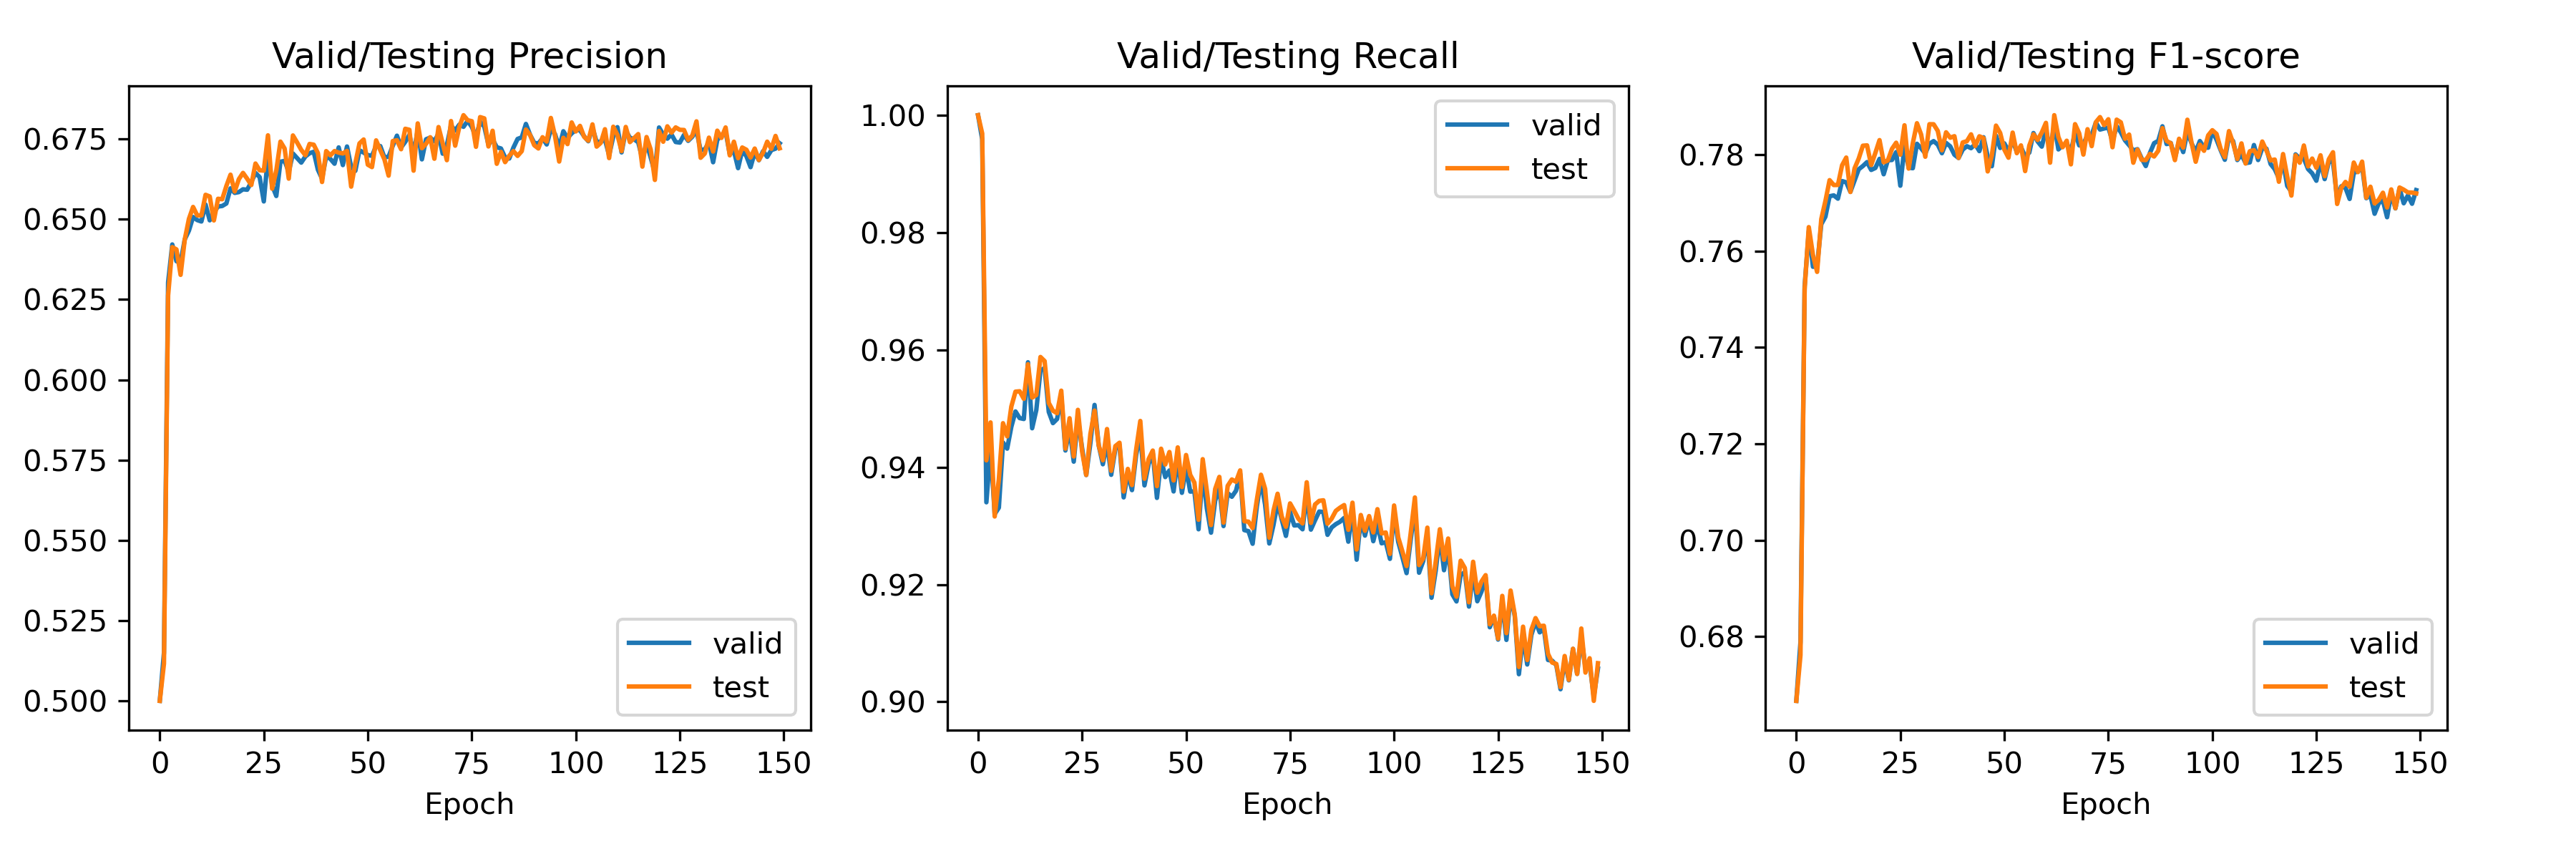 Valid/Testing Precision
0.675
0.650
0.625
0.600
0.575
0.550
0.525
0.500
valid
test
0 25 50 75 100 125 150
Epoch
Valid/Testing Recall
1.00
0.98
0.96
0.94
0.92
0.90
valid
test
0 25 50 75 100 125 150
Epoch
Valid/Testing F1-score
0.78
0.76
0.74
0.72
0.70
0.68
valid
test
0 25 50 75 100 125 150
Epoch